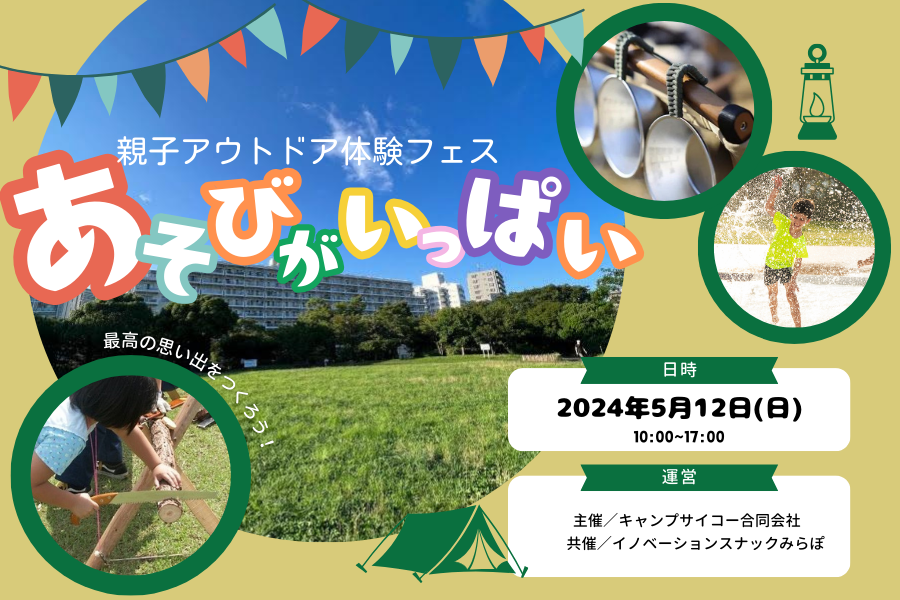 親子アウトドア体験フェス
あそびがいっぱい
最高の思い出をつくろう！
日時
2024年5月12日(日)
10:00~17:00
運営
主催／キャンプサイコー合同会社
共催／イノベーションスナックみらぽ